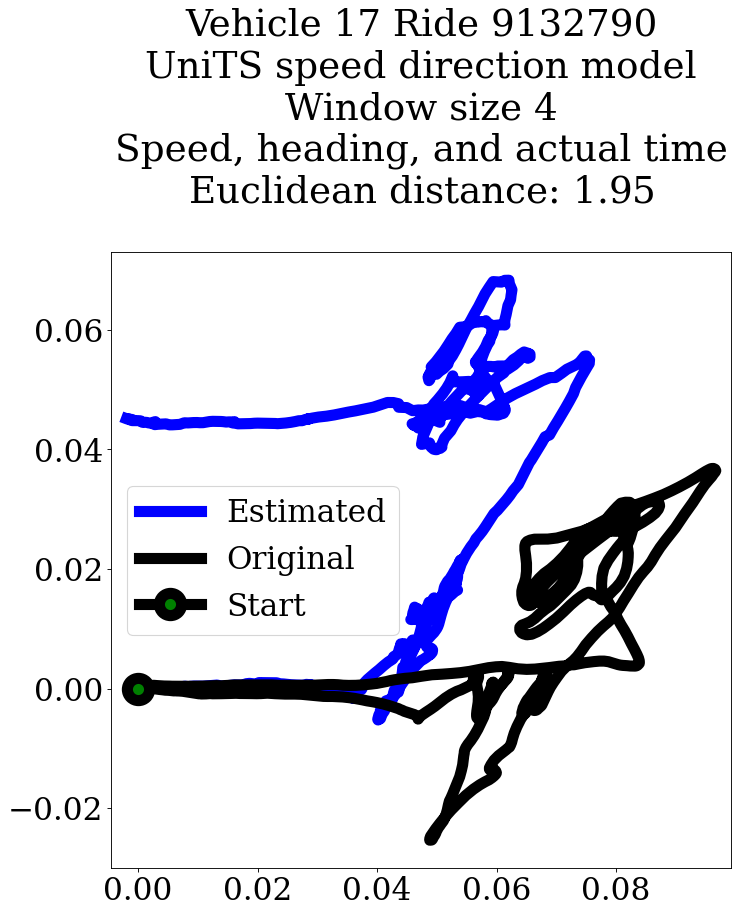 Vehicle 17 Ride 9132790
UniTS speed direction model
Window size 4
Speed, heading, and actual time
Euclidean distance: 1.95
0.06
0.04
Estimated
Original
Start
0.02
0.00
−0.02
0.00 0.02 0.04 0.06 0.08